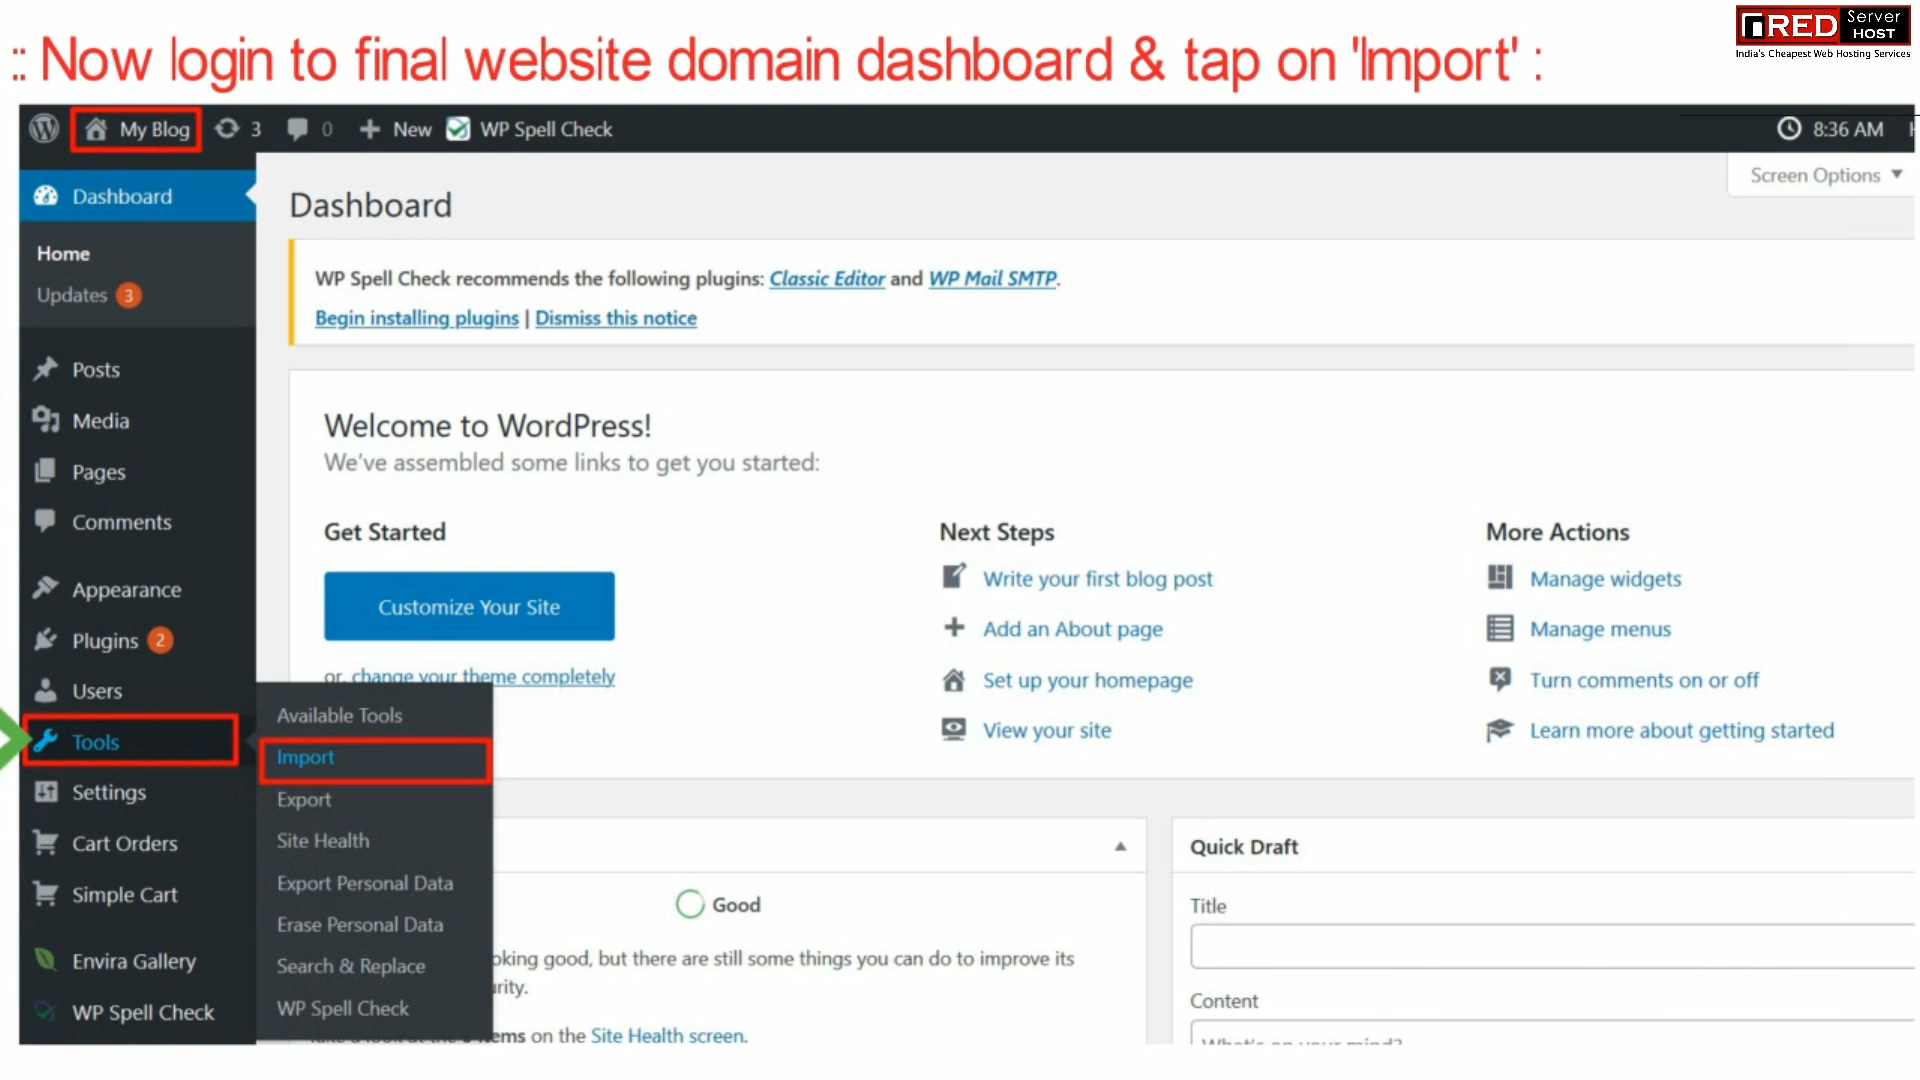 :: Now login to final website domain dashboard & tap on 'Import' :
RED Server HOST
India's Cheapest Web Hosting Services
My Blog 3 0 New WP Spell Check 8:36 AM
Screen Options
Dashboard
Home
Updates 3
Posts
Media
Pages
Comments
Appearance
Plugins 2
Users
Tools
Settings
Cart Orders
Simple Cart
Envira Gallery
WP Spell Check
Available Tools
Import
Export
Site Health
Export Personal Data
Erase Personal Data
Search & Replace
WP Spell Check
Dashboard
WP Spell Check recommends the following plugins: Classic Editor and WP Mail SMTP.
Begin installing plugins | Dismiss this notice
Welcome to WordPress!
We've assembled some links to get you started:
Get Started
Customize Your Site
or, change your theme completely
Next Steps
Write your first blog post
Add an About page
Set up your homepage
View your site
More Actions
Manage widgets
Manage menus
Turn comments on or off
Learn more about getting started
Good
oking good, but there are still some things you can do to improve its
urity.
items on the Site Health screen.
Quick Draft
Title
Content
What's on your mind?